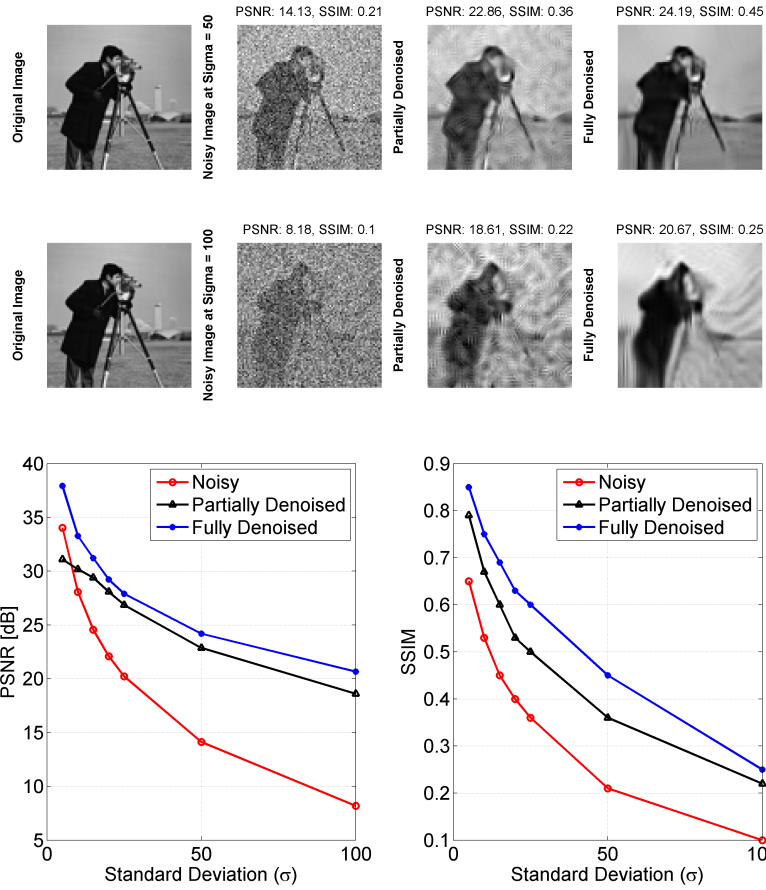 PSNR: 14.13, SSIM: 0.21
PSNR: 22.86, SSIM: 0.36
PSNR: 24.19, SSIM: 0.45
Original Image
Noisy Image at Sigma = 50
Partially Denoised
Fully Denoised
PSNR: 8.18, SSIM: 0.1
PSNR: 18.61, SSIM: 0.22
PSNR: 20.67, SSIM: 0.25
Original Image
Noisy Image at Sigma = 100
Partially Denoised
Fully Denoised
PSNR [dB]
40
35
30
25
20
15
10
5
0
50
100
Standard Deviation (σ)
Noisy
Partially Denoised
Fully Denoised
SSIM
0.9
0.8
0.7
0.6
0.5
0.4
0.3
0.2
0.1
0
50
100
Standard Deviation (σ)
Noisy
Partially Denoised
Fully Denoised